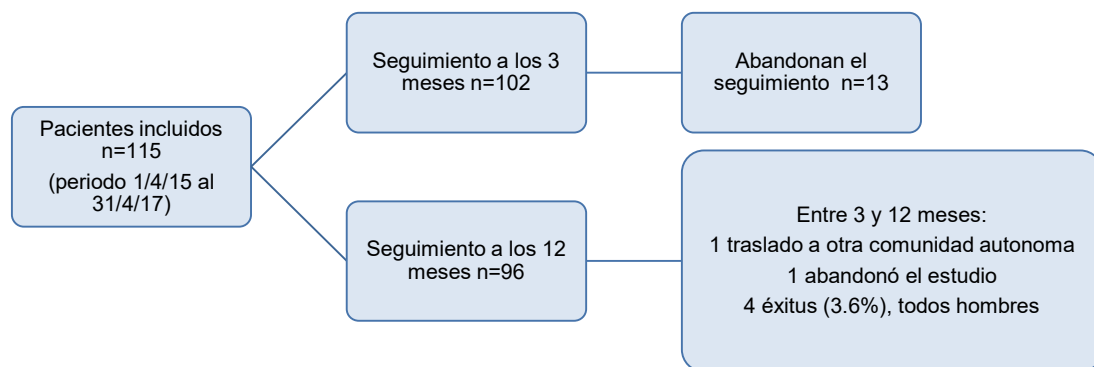 Pacientes incluidos
n=115
(periodo 1/4/15 al
31/4/17)
Seguimiento a los 3
meses n=102
Abandonan el
seguimiento n=13
Seguimiento a los 12
meses n=96
Entre 3 y 12 meses:
1 traslado a otra comunidad autonoma
1 abandonó el estudio
4 éxitus (3.6%), todos hombres